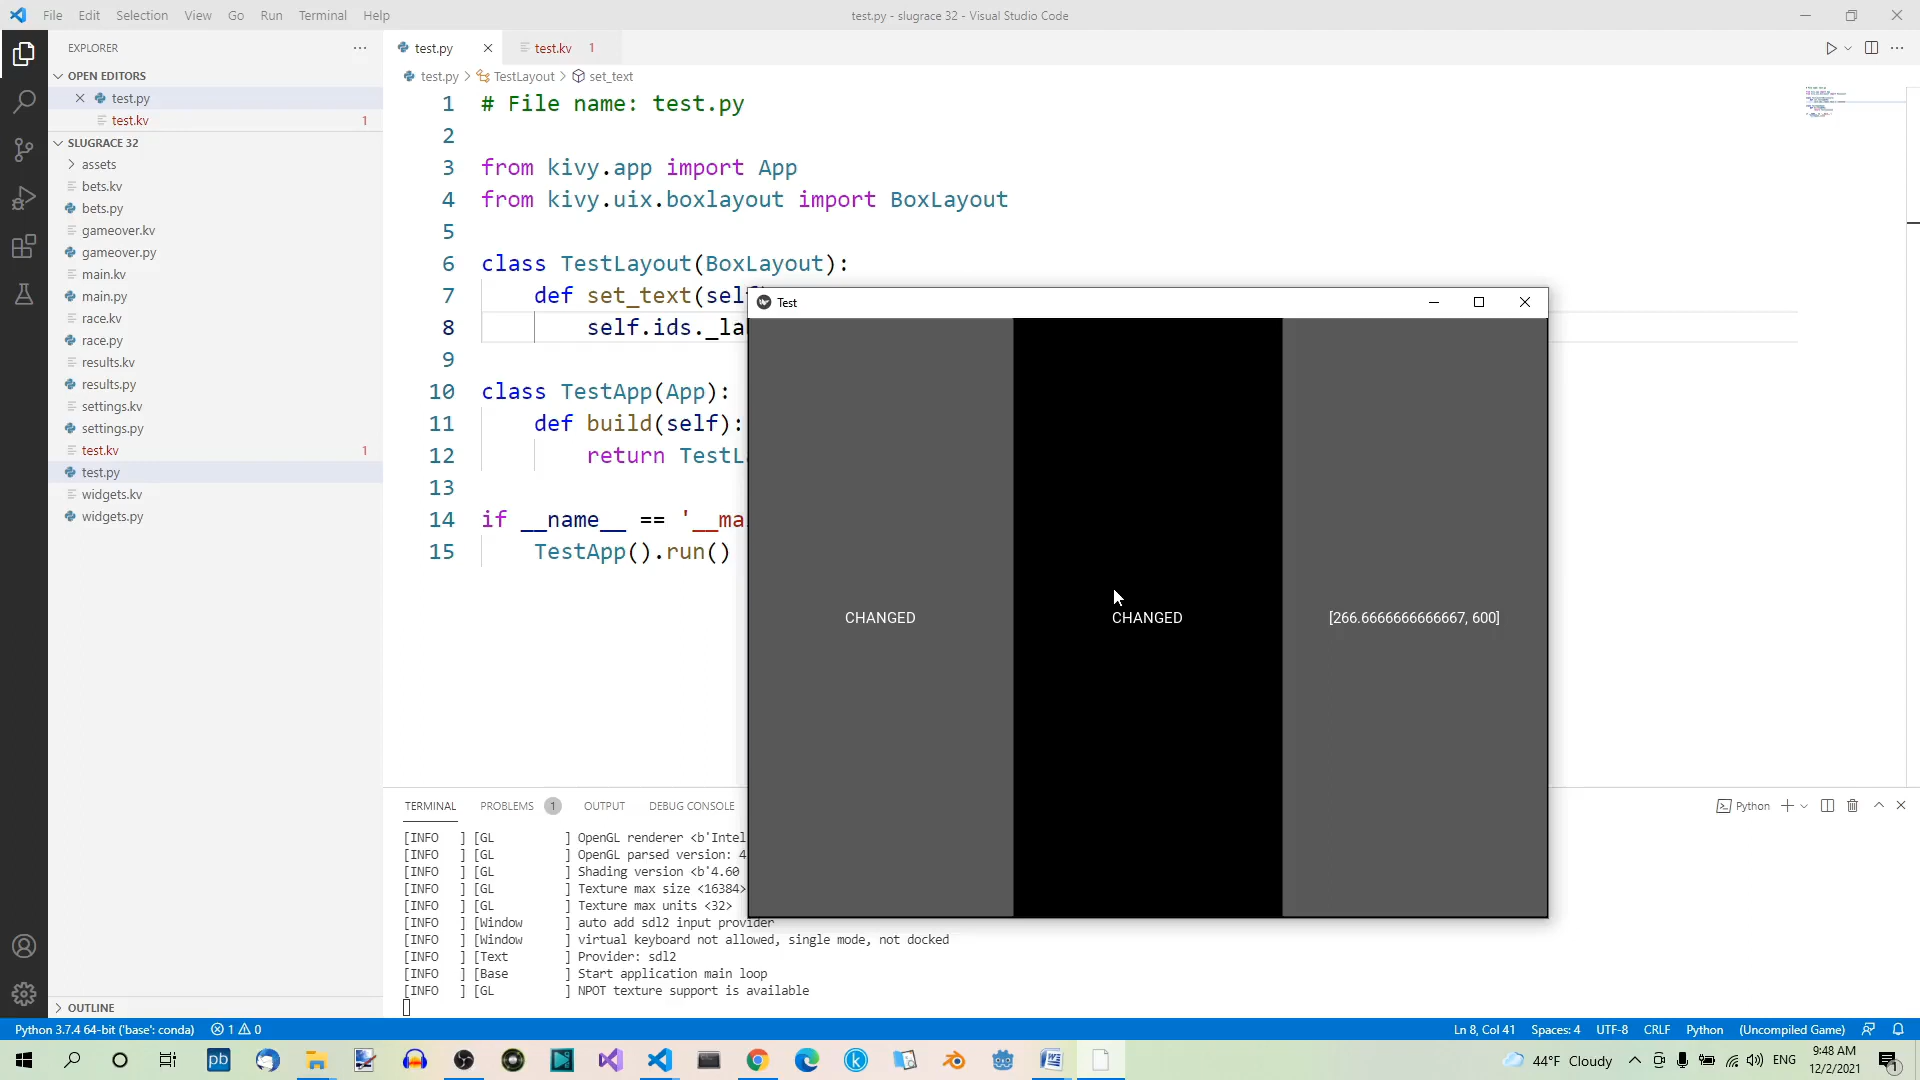 File Edit Selection View Go Run Terminal Help
test.py - slugrace 32 - Visual Studio Code
EXPLORER
OPEN EDITORS
test.py
test.kv 1
SLUGRACE 32
assets
bets.kv
bets.py
gameover.kv
gameover.py
main.kv
main.py
race.kv
race.py
results.kv
results.py
settings.kv
settings.py
test.kv 1
test.py
widgets.kv
widgets.py
OUTLINE
test.py
test.kv 1
test.py > TestLayout > set_text
1 # File name: test.py
2
3 from kivy.app import App
4 from kivy.uix.boxlayout import BoxLayout
5
6 class TestLayout(BoxLayout):
7 def set_text(self
8 self.ids._la
9
10 class TestApp(App):
11 def build(self):
12 return TestL
13
14 if __name__ == '__ma
15 TestApp().run()
Test
CHANGED
CHANGED
[266.6666666666667, 600]
TERMINAL PROBLEMS 1 OUTPUT DEBUG CONSOLE
Python
[INFO ] [GL ] OpenGL renderer <b'Intel
[INFO ] [GL ] OpenGL parsed version: 4
[INFO ] [GL ] Shading version <b'4.60
[INFO ] [GL ] Texture max size <16384>
[INFO ] [GL ] Texture max units <32>
[INFO ] [Window ] auto add sdl2 input provider
[INFO ] [Window ] virtual keyboard not allowed, single mode, not docked
[INFO ] [Text ] Provider: sdl2
[INFO ] [Base ] Start application main loop
[INFO ] [GL ] NPOT texture support is available
Python 3.7.4 64-bit ('base': conda) 1 0
Ln 8, Col 41 Spaces: 4 UTF-8 CRLF Python (Uncompiled Game)
pb
44°F Cloudy
ENG
9:48 AM
12/2/2021
1